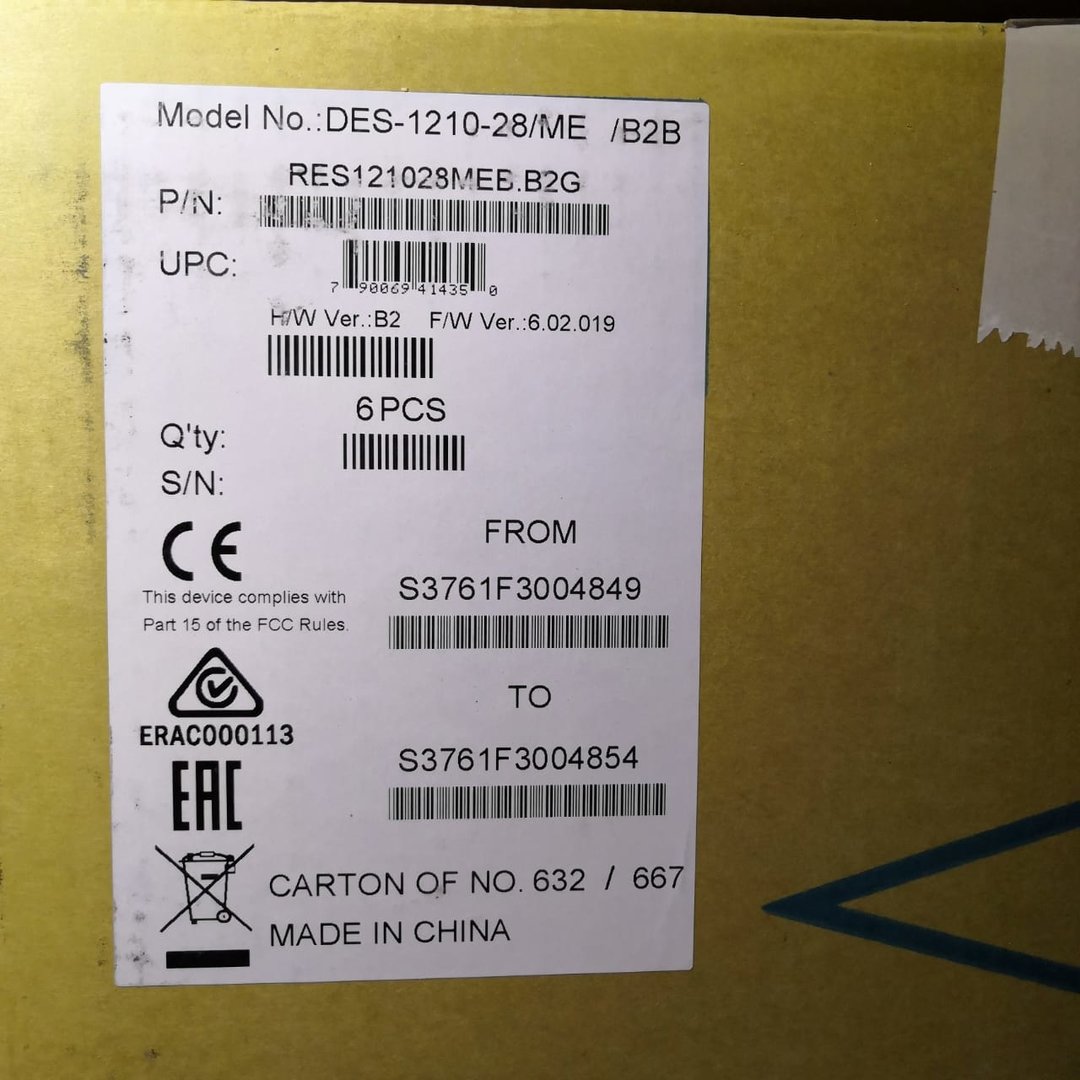 Model No.:DES-1210-28/ME /B2B
RES121028MEB.B2G
P/N:
UPC:
7 90069 41435 0
H/W Ver.:B2 F/W Ver.:6.02.019
6PCS
Q'ty:
S/N:
CE
FROM
S3761F3004849
This device complies with
Part 15 of the FCC Rules.
TO
ERAC000113
S3761F3004854
EAC
CARTON OF NO. 632 / 667
MADE IN CHINA